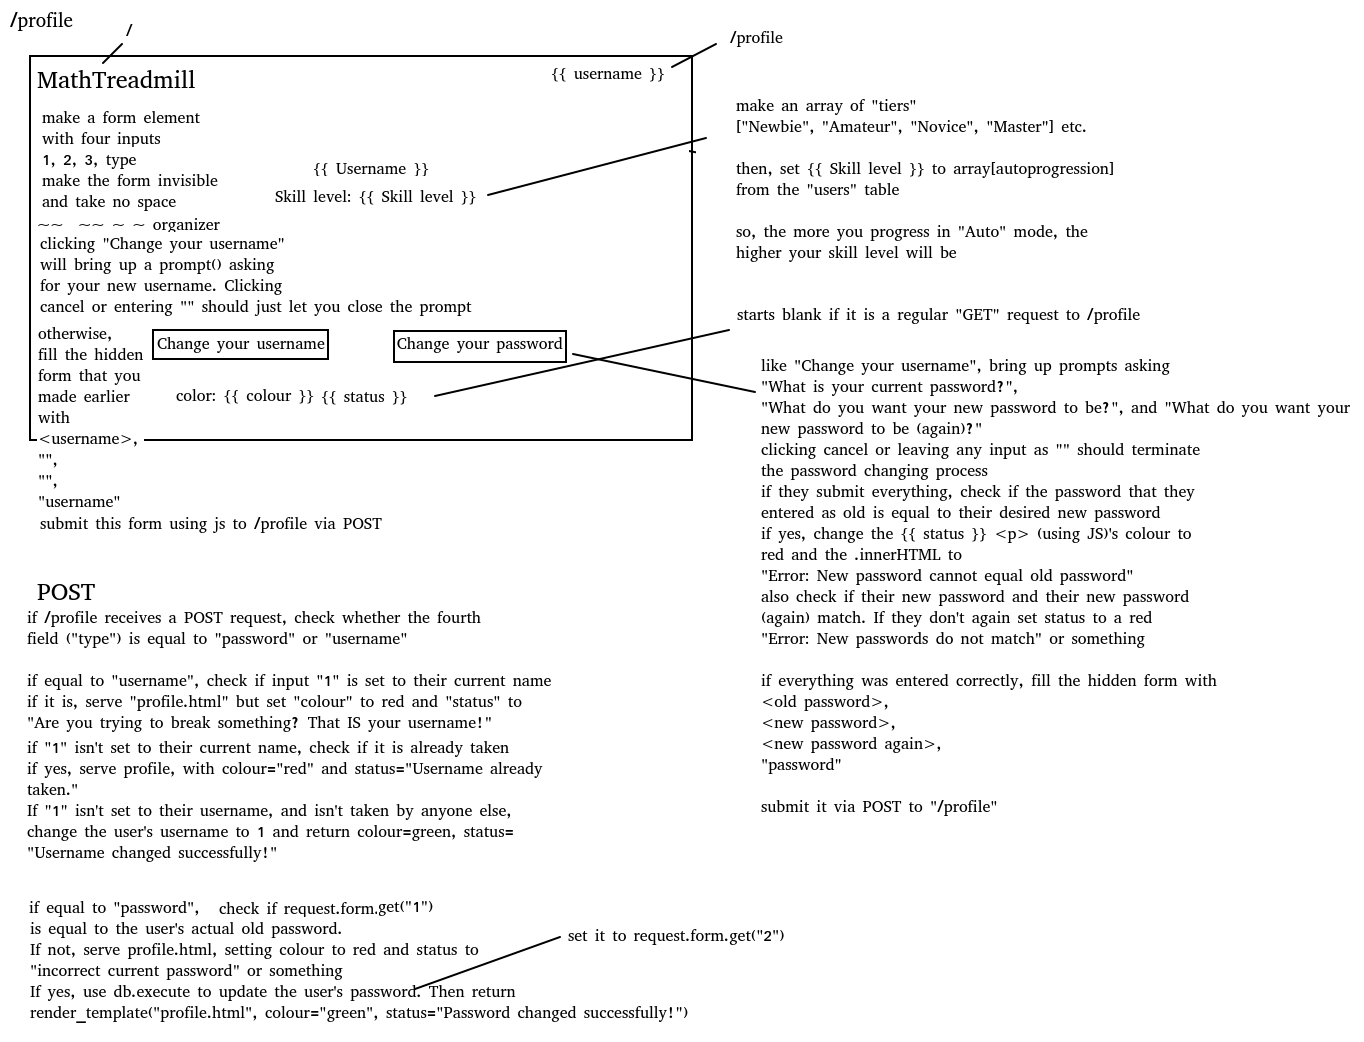 /profile
/
/profile
MathTreadmill
{{ username }}
make a form element
with four inputs
1, 2, 3, type
make the form invisible
and take no space
~~ ~~ ~ ~ organizer
{{ Username }}
Skill level: {{ Skill level }}
clicking "Change your username"
will bring up a prompt() asking
for your new username. Clicking
cancel or entering "" should just let you close the prompt
otherwise,
fill the hidden
form that you
made earlier
with
<username>,
"",
"",
"username"
submit this form using js to /profile via POST
Change your username
Change your password
color: {{ colour }} {{ status }}
make an array of "tiers"
["Newbie", "Amateur", "Novice", "Master"] etc.
then, set {{ Skill level }} to array[autoprogression]
from the "users" table
so, the more you progress in "Auto" mode, the
higher your skill level will be
starts blank if it is a regular "GET" request to /profile
like "Change your username", bring up prompts asking
"What is your current password?",
"What do you want your new password to be?", and "What do you want your
new password to be (again)?"
clicking cancel or leaving any input as "" should terminate
the password changing process
if they submit everything, check if the password that they
entered as old is equal to their desired new password
if yes, change the {{ status }} <p> (using JS)'s colour to
red and the .innerHTML to
"Error: New password cannot equal old password"
also check if their new password and their new password
(again) match. If they don't again set status to a red
"Error: New passwords do not match" or something
if everything was entered correctly, fill the hidden form with
<old password>,
<new password>,
<new password again>,
"password"
submit it via POST to "/profile"
POST
if /profile receives a POST request, check whether the fourth
field ("type") is equal to "password" or "username"
if equal to "username", check if input "1" is set to their current name
if it is, serve "profile.html" but set "colour" to red and "status" to
"Are you trying to break something? That IS your username!"
if "1" isn't set to their current name, check if it is already taken
if yes, serve profile, with colour="red" and status="Username already
taken."
If "1" isn't set to their username, and isn't taken by anyone else,
change the user's username to 1 and return colour=green, status=
"Username changed successfully!"
if equal to "password", check if request.form.get("1")
is equal to the user's actual old password.
If not, serve profile.html, setting colour to red and status to
"incorrect current password" or something
If yes, use db.execute to update the user's password. Then return
render_template("profile.html", colour="green", status="Password changed successfully!")
set it to request.form.get("2")